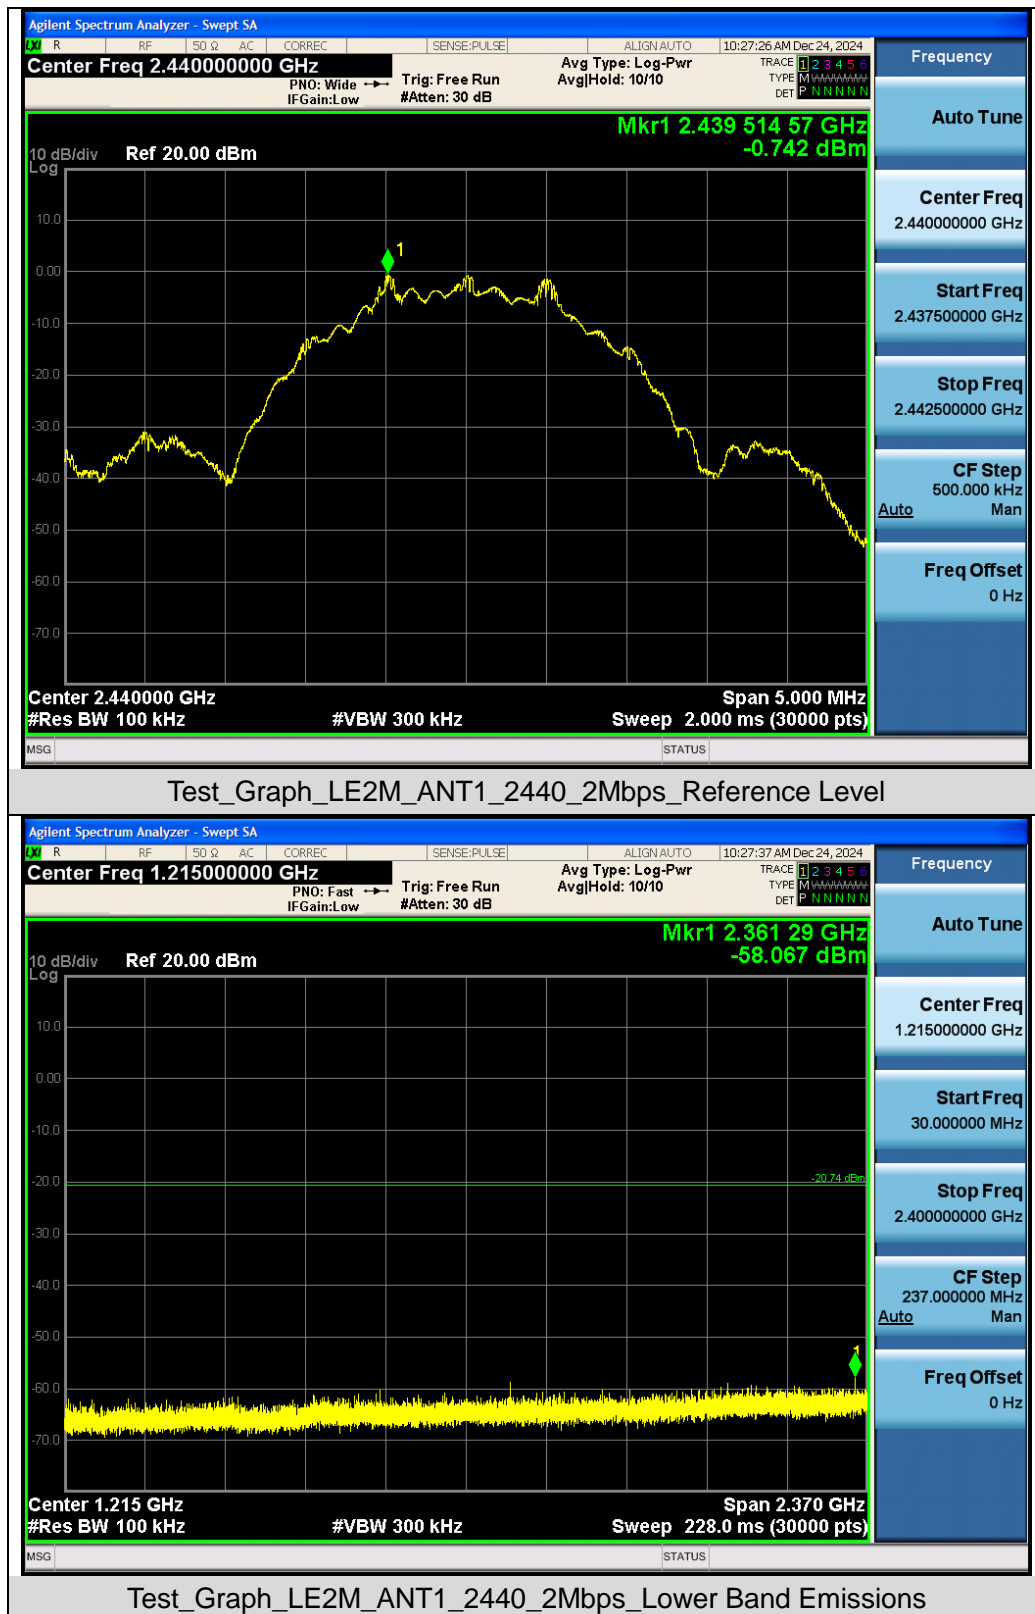 Agilent Spectrum Analyzer - Swept SA
LXI R RF 50 Ω AC CORREC SENSE:PULSE ALIGN AUTO 10:27:26 AM Dec 24, 2024
Center Freq 2.440000000 GHz
PNO: Wide
IFGain:Low
Trig: Free Run
#Atten: 30 dB
Avg Type: Log-Pwr
Avg|Hold: 10/10
TRACE 1 2 3 4 5 6
TYPE M
DET P N N N N N
Mkr1 2.439 514 57 GHz
-0.742 dBm
10 dB/div Ref 20.00 dBm
Log
10.0
0.00
-10.0
-20.0
-30.0
-40.0
-50.0
-60.0
-70.0
1
Center 2.440000 GHz Span 5.000 MHz
#Res BW 100 kHz #VBW 300 kHz Sweep 2.000 ms (30000 pts)
MSG STATUS
Frequency
Auto Tune
Center Freq
2.440000000 GHz
Start Freq
2.437500000 GHz
Stop Freq
2.442500000 GHz
CF Step
500.000 kHz
Auto Man
Freq Offset
0 Hz
Test_Graph_LE2M_ANT1_2440_2Mbps_Reference Level
Agilent Spectrum Analyzer - Swept SA
LXI R RF 50 Ω AC CORREC SENSE:PULSE ALIGN AUTO 10:27:37 AM Dec 24, 2024
Center Freq 1.215000000 GHz
PNO: Fast
IFGain:Low
Trig: Free Run
#Atten: 30 dB
Avg Type: Log-Pwr
Avg|Hold: 10/10
TRACE 1 2 3 4 5 6
TYPE M
DET P N N N N N
Mkr1 2.361 29 GHz
-58.067 dBm
10 dB/div Ref 20.00 dBm
Log
10.0
0.00
-10.0
-20.0
-30.0
-40.0
-50.0
-60.0
-70.0
-20.74 dBm
1
Center 1.215 GHz Span 2.370 GHz
#Res BW 100 kHz #VBW 300 kHz Sweep 228.0 ms (30000 pts)
MSG STATUS
Frequency
Auto Tune
Center Freq
1.215000000 GHz
Start Freq
30.000000 MHz
Stop Freq
2.400000000 GHz
CF Step
237.000000 MHz
Auto Man
Freq Offset
0 Hz
Test_Graph_LE2M_ANT1_2440_2Mbps_Lower Band Emissions